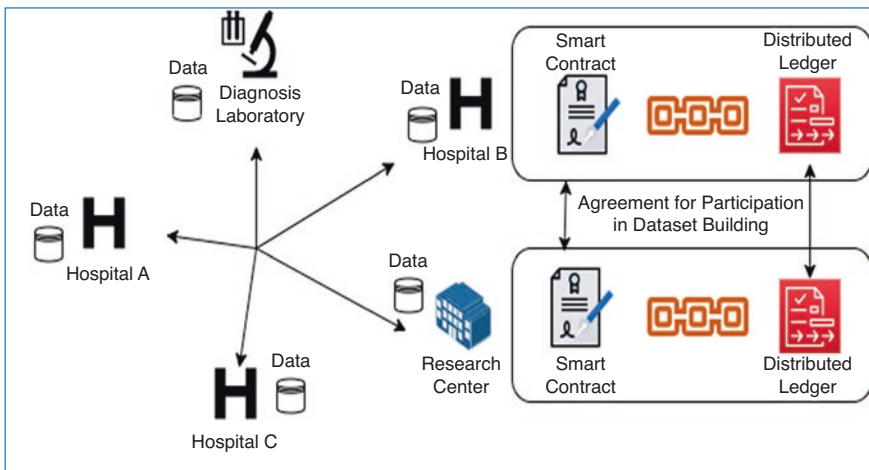 Data
Diagnosis
Laboratory
Data
Hospital B
Data
Hospital A
Data
Research
Center
Data
Hospital C
Smart
Contract
Distributed
Ledger
Agreement for Participation
in Dataset Building
Smart
Contract
Distributed
Ledger